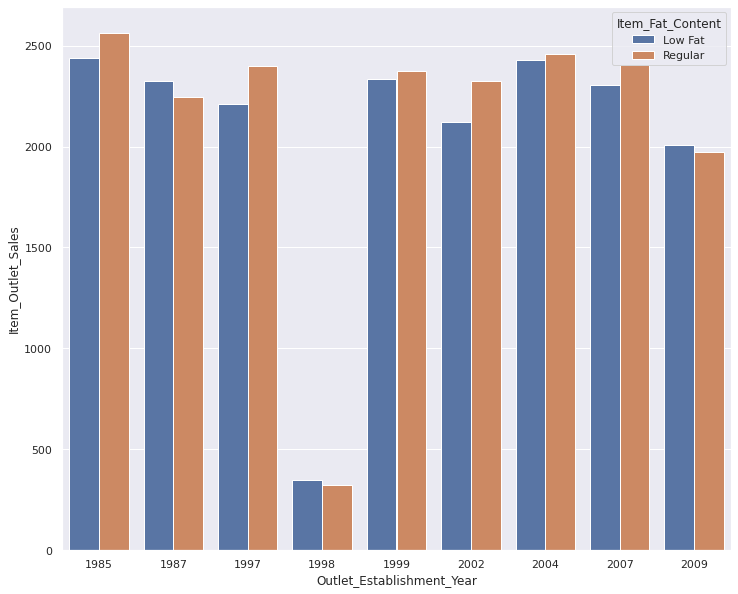 Item_Fat_Content
Low Fat
Regular
2500
2000
1500
1000
500
0
Item_Outlet_Sales
1985 1987 1997 1998 1999 2002 2004 2007 2009
Outlet_Establishment_Year